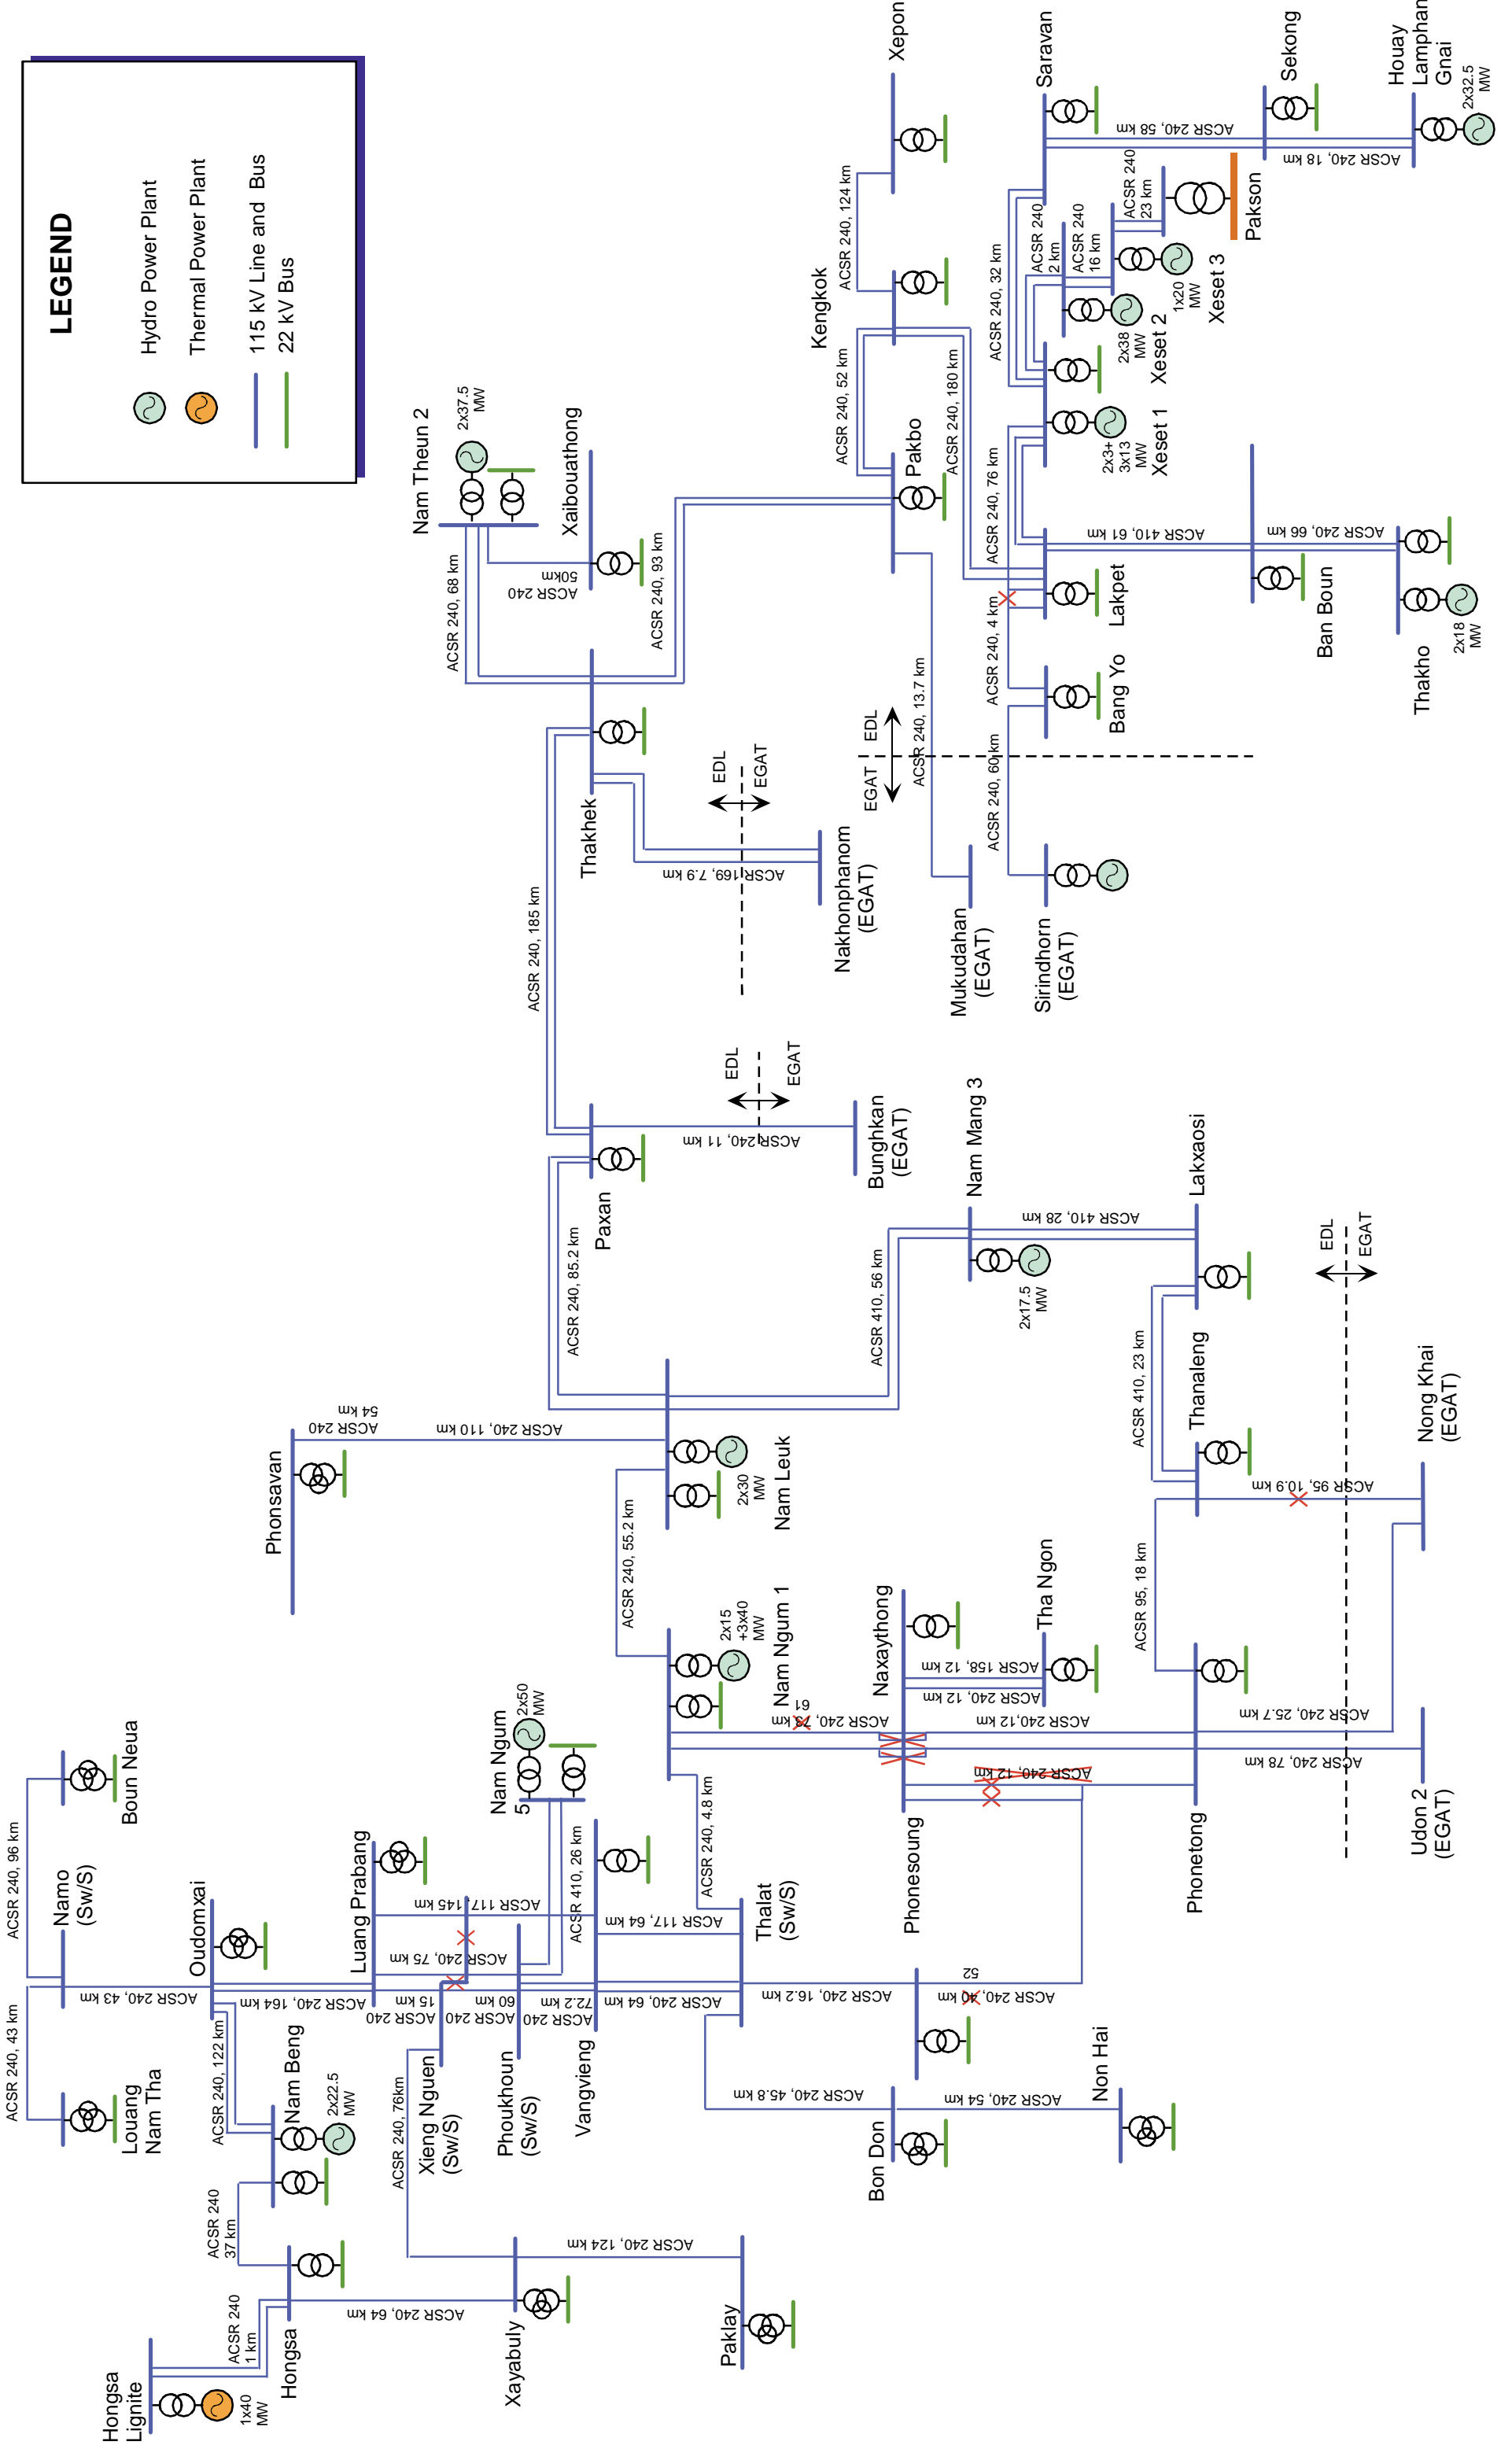 LEGEND
Hydro Power Plant
Thermal Power Plant
115 kV Line and Bus
22 kV Bus
Hongsa
Lignite
1x40
MW
ACSR 240
1 km
Hongsa
ACSR 240
37 km
ACSR 240, 64 km
Louang
Nam Tha
ACSR 240, 43 km
ACSR 240, 96 km
Namo
(Sw/S)
Boun Neua
ACSR 240, 43 km
Oudomxai
ACSR 240, 122 km
Nam Beng
2x22.5
MW
ACSR 240, 164 km
Luang Prabang
ACSR 117, 145 km
ACSR 240, 75 km
ACSR 240
15 km
ACSR 240
60 km
ACSR 240
72.2 km
ACSR 240, 76km
Xieng Nguen
(Sw/S)
Phoukhoun
(Sw/S)
Vangvieng
Nam Ngum
5
2x50
MW
ACSR 410, 26 km
ACSR 117, 64 km
ACSR 240, 64 km
Xayabuly
ACSR 240, 124 km
Paklay
Thalat
(Sw/S)
ACSR 240, 4.8 km
ACSR 240, 16.2 km
ACSR 240, 40 km
52
ACSR 240, 45.8 km
Bon Don
ACSR 240, 54 km
Non Hai
Phonesoung
Phonsavan
ACSR 240
54 km
ACSR 240, 110 km
Nam Leuk
2x30
MW
ACSR 240, 55.2 km
Nam Ngum 1
2x15
+3x40
MW
ACSR 240, km
61
Naxaythong
ACSR 158, 12 km
ACSR 240, 12 km
Tha Ngon
ACSR 240,12 km
ACSR 240, 12 km
Phonetong
ACSR 240, 25.7 km
ACSR 240, 78 km
Udon 2
(EGAT)
ACSR 95, 18 km
Thanaleng
ACSR 95, 10.9 km
Nong Khai
(EGAT)
ACSR 410, 23 km
Lakxaosi
EDL
EGAT
ACSR 410, 28 km
Nam Mang 3
2x17.5
MW
ACSR 410, 56 km
ACSR 240, 85.2 km
Paxan
ACSR 240, 11 km
EDL
EGAT
Bunghkan
(EGAT)
ACSR 240, 185 km
Thakhek
ACSR 169, 7.9 km
EDL
EGAT
Nakhonphanom
(EGAT)
ACSR 240, 68 km
Nam Theun 2
2x37.5
MW
Xaibouathong
ACSR 240
50km
ACSR 240, 93 km
Pakbo
ACSR 240, 13.7 km
EGAT
EDL
Mukudahan
(EGAT)
ACSR 240, 52 km
Kengkok
ACSR 240, 124 km
Xepon
ACSR 240, 180 km
Sirindhorn
(EGAT)
ACSR 240, 60 km
Bang Yo
ACSR 240, 4 km
Lakpet
ACSR 240, 76 km
ACSR 410, 61 km
Ban Boun
ACSR 240, 66 km
Thakho
2x18
MW
Xeset 1
2x3+
3x13
MW
ACSR 240, 32 km
ACSR 240
2 km
Xeset 2
2x38
MW
ACSR 240
16 km
Xeset 3
1x20
MW
ACSR 240
23 km
Pakson
Saravan
ACSR 240, 58 km
Sekong
ACSR 240, 18 km
Houay
Lamphan
Gnai
2x32.5
MW